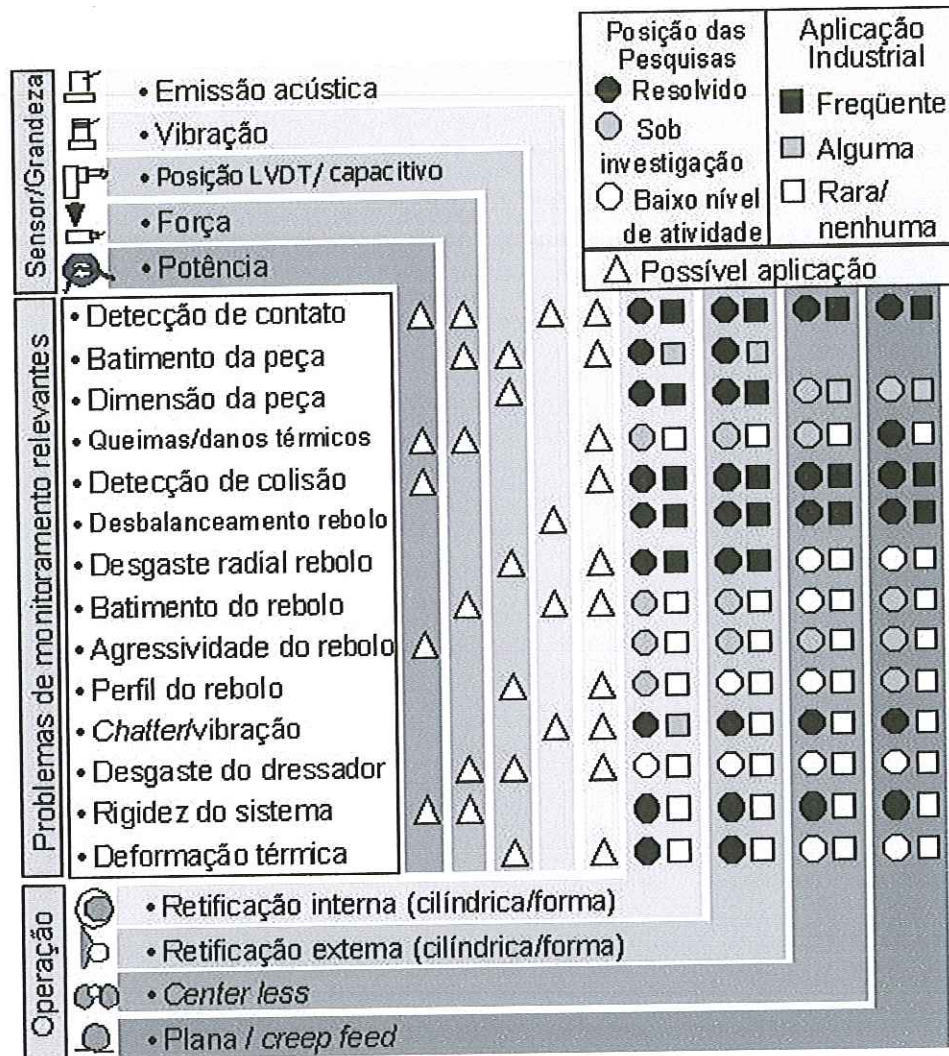 Posição das
Pesquisas
Resolvido
Sob
investigação
Baixo nível
de atividade
Aplicação
Industrial
Freqüente
Alguma
Rara/
nenhuma
Possível aplicação
Sensor/Grandeza
• Emissão acústica
• Vibração
• Posição LVDT/ capacitivo
• Força
• Potência
Problemas de monitoramento relevantes
• Detecção de contato
• Batimento da peça
• Dimensão da peça
• Queimas/danos térmicos
• Detecção de colisão
• Desbalanceamento rebolo
• Desgaste radial rebolo
• Batimento do rebolo
• Agressividade do rebolo
• Perfil do rebolo
• Chatter/vibração
• Desgaste do dressador
• Rigidez do sistema
• Deformação térmica
Operação
• Retificação interna (cilíndrica/forma)
• Retificação externa (cilíndrica/forma)
• Center less
• Plana / creep feed